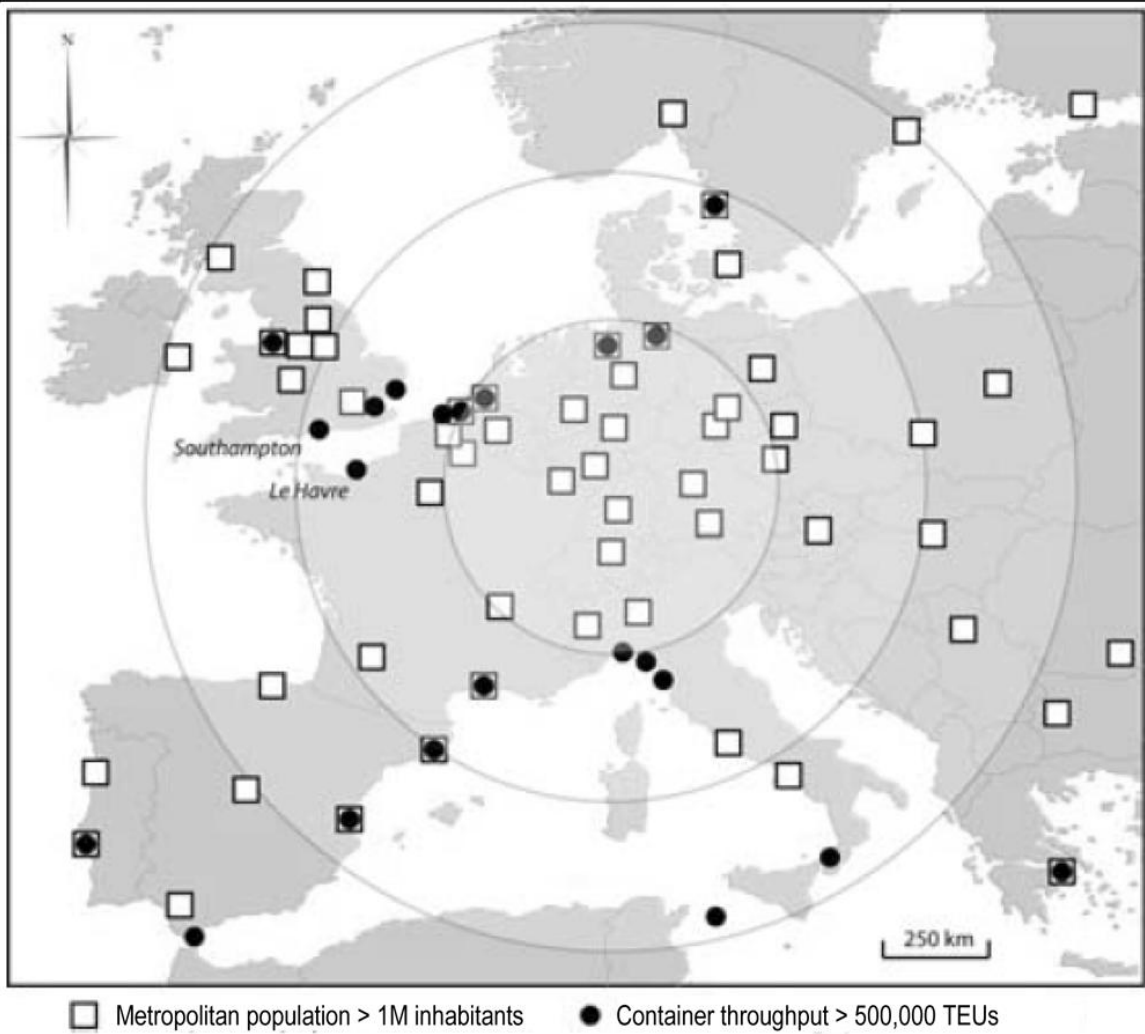 N
Southampton
Le Havre
250 km
Metropolitan population > 1M inhabitants
Container throughput > 500,000 TEUs